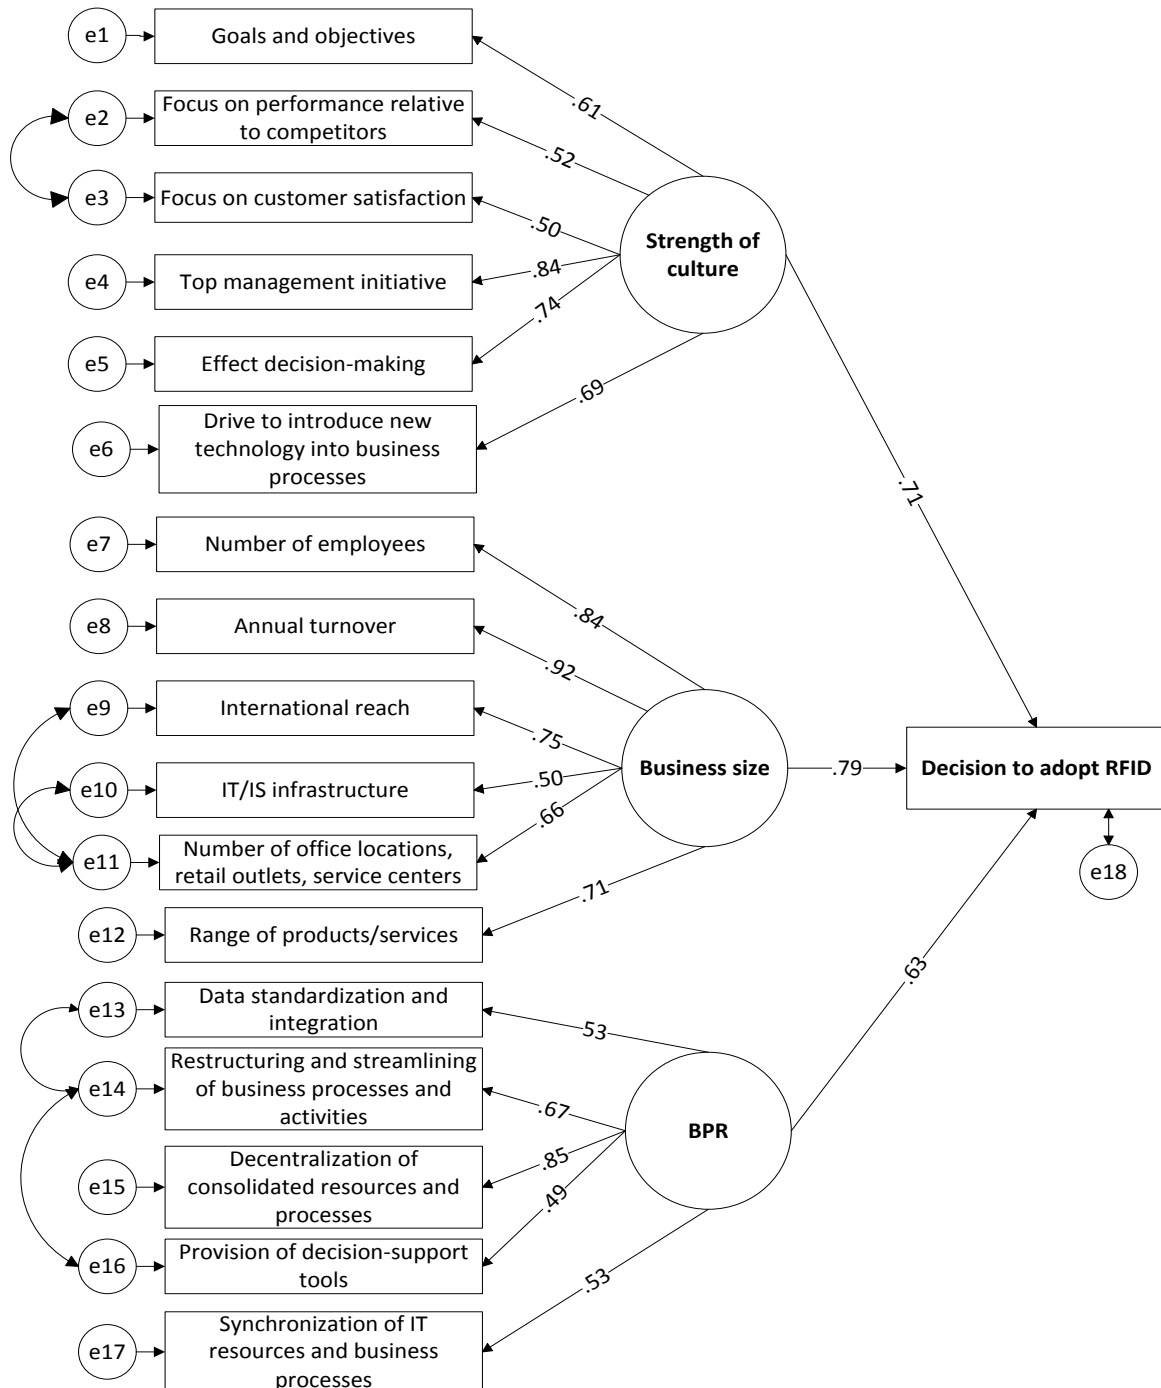 e1
Goals and objectives
.61
e2
Focus on performance relative
to competitors
.52
e3
Focus on customer satisfaction
.50
Strength of
culture
e4
Top management initiative
.84
.74
e5
Effect decision-making
.69
e6
Drive to introduce new
technology into business
processes
.71
e7
Number of employees
.84
e8
Annual turnover
.92
e9
International reach
.75
Business size
.79
Decision to adopt RFID
e10
IT/IS infrastructure
.50
.66
e11
Number of office locations,
retail outlets, service centers
e18
.71
e12
Range of products/services
.63
e13
Data standardization and
integration
.53
e14
Restructuring and streamlining
of business processes and
activities
.67
BPR
.85
e15
Decentralization of
consolidated resources and
processes
.49
e16
Provision of decision-support
tools
.53
e17
Synchronization of IT
resources and business
processes